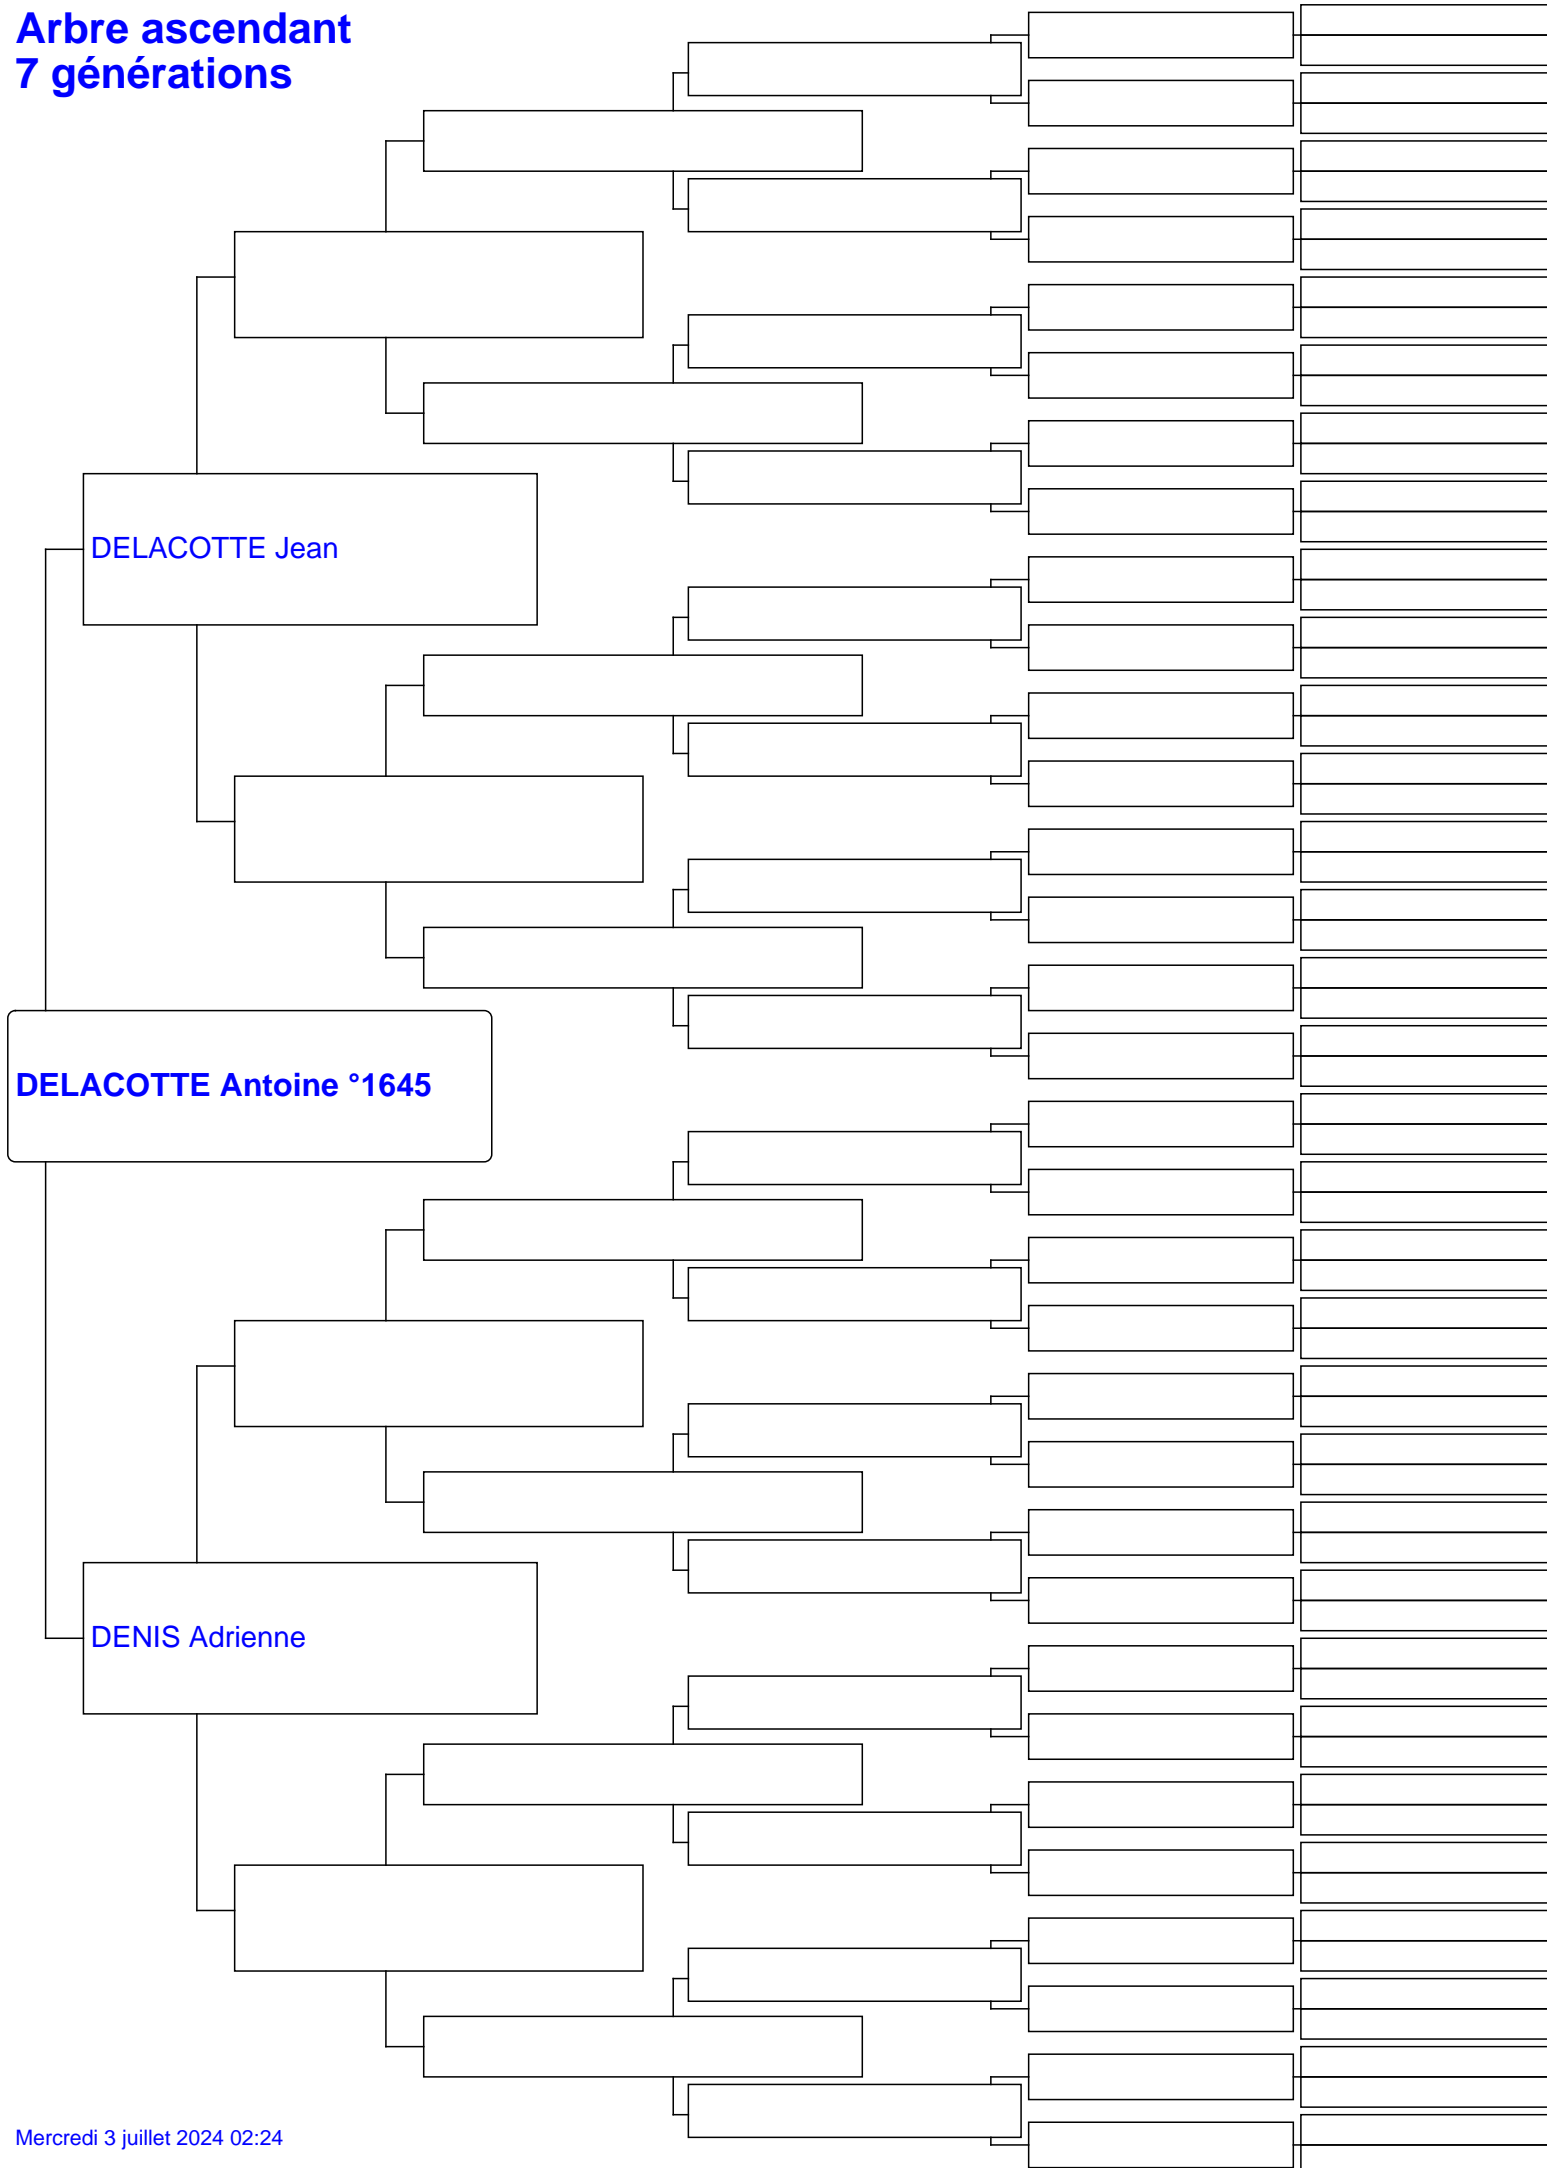 Arbre ascendant
7 générations
DELACOTTE Jean
DELACOTTE Antoine °1645
DENIS Adrienne
Mercredi 3 juillet 2024 02:24